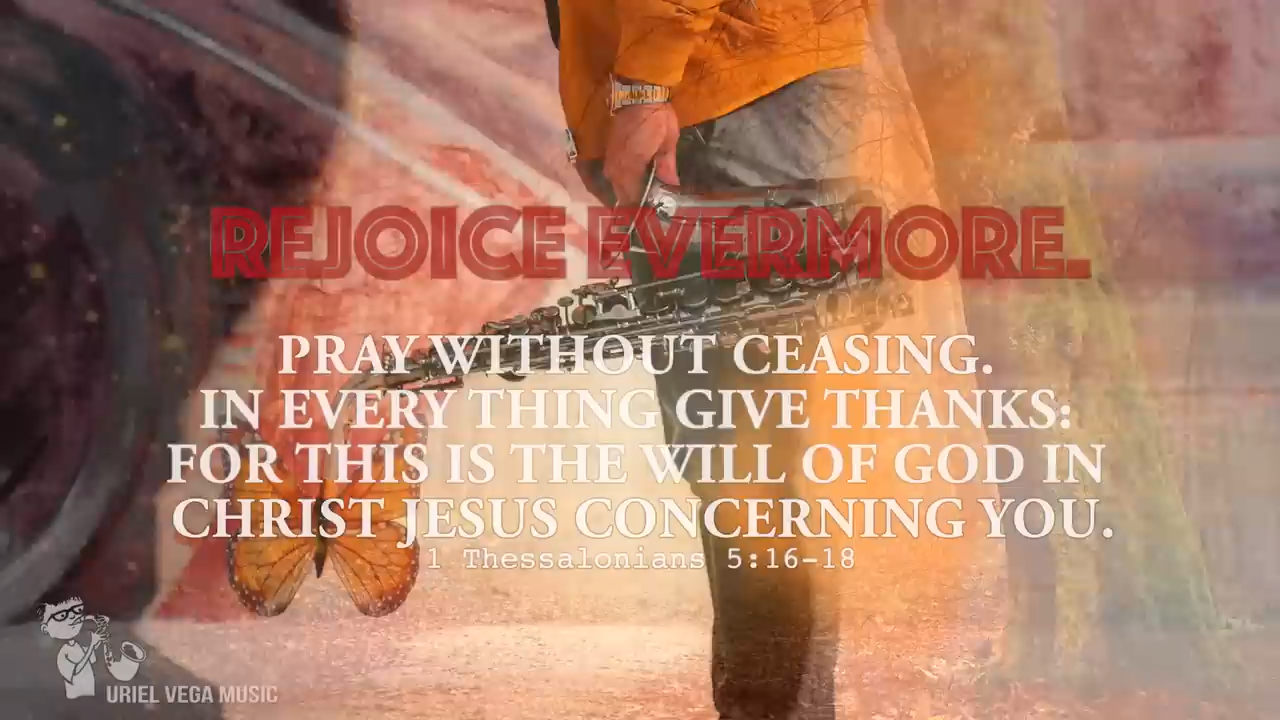 REJOICE EVERMORE.
PRAY WITHOUT CEASING.
IN EVERY THING GIVE THANKS:
FOR THIS IS THE WILL OF GOD IN
CHRIST JESUS CONCERNING YOU.
1 Thessalonians 5:16-18
URIEL VEGA MUSIC